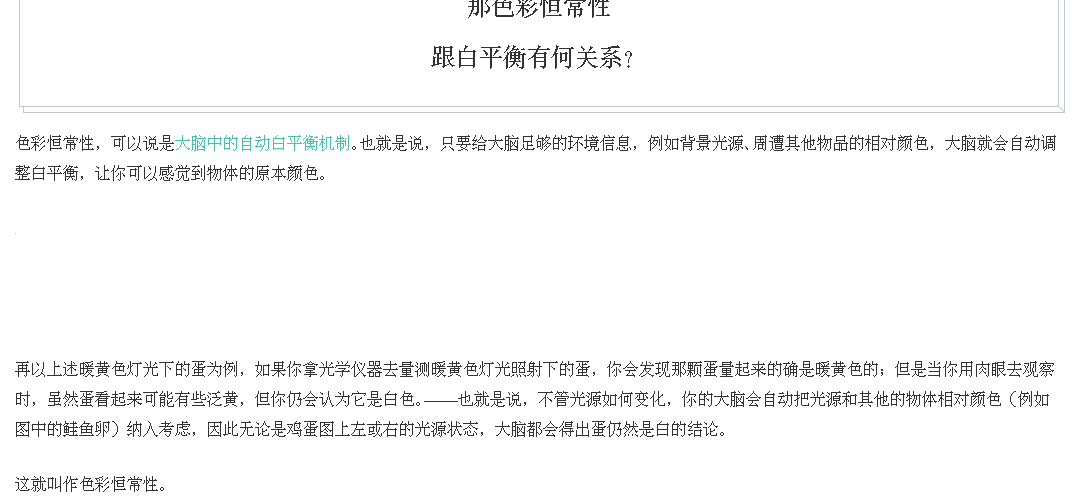 那色彩恒常性
跟白平衡有何关系?
色彩恒常性，可以说是大脑中的自动白平衡机制。也就是说，只要给大脑足够的环境信息，例如背景光源、周遭其他物品的相对颜色，大脑就会自动调
整白平衡，让你可以感觉到物体的原本颜色。
再以上述暖黄色灯光下的蛋为例，如果你拿光学仪器去量测暖黄色灯光照射下的蛋，你会发现那颗蛋量起来的确是暖黄色的；但是当你用肉眼去观察
时，虽然蛋看起来可能有些泛黄，但你仍会认为它是白色。——也就是说，不管光源如何变化，你的大脑会自动把光源和其他的物体相对颜色（例如
图中的鲑鱼卵）纳入考虑，因此无论是鸡蛋图上左或右的光源状态，大脑都会得出蛋仍然是白的结论。
这就叫作色彩恒常性。